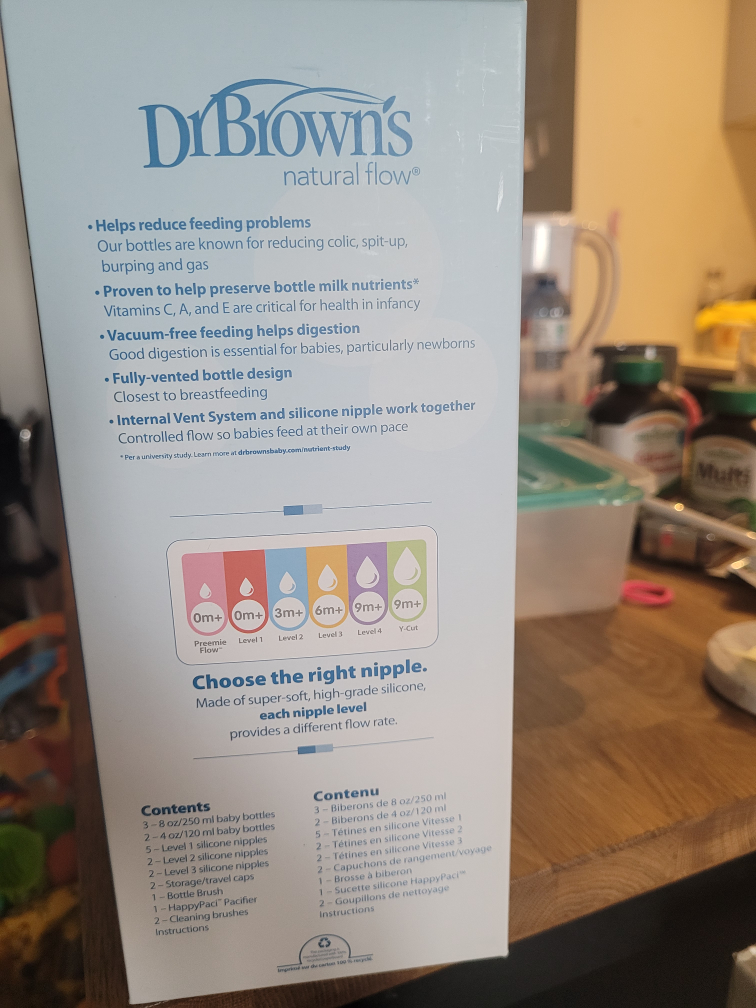 Dr Brown's
natural flow®
• Helps reduce feeding problems
Our bottles are known for reducing colic, spit-up,
burping and gas
• Proven to help preserve bottle milk nutrients*
Vitamins C, A, and E are critical for health in infancy
• Vacuum-free feeding helps digestion
Good digestion is essential for babies, particularly newborns
• Fully-vented bottle design
Closest to breastfeeding
• Internal Vent System and silicone nipple work together
Controlled flow so babies feed at their own pace
*Per a university study. Learn more at drbrownsbaby.com/nutrient-study
0m+ 0m+ 3m+ 6m+ 9m+ 9m+
Preemie Level 1 Level 2 Level 3 Level 4 Y-Cut
Flow™
Choose the right nipple.
Made of super-soft, high-grade silicone,
each nipple level
provides a different flow rate.
Contents
3 – 8 oz/250 ml baby bottles
2 – 4 oz/120 ml baby bottles
5 – Level 1 silicone nipples
2 – Level 2 silicone nipples
2 – Level 3 silicone nipples
2 – Storage/travel caps
1 – Bottle Brush
1 – HappyPaci™ Pacifier
2 – Cleaning brushes
Instructions
Contenu
3 – Biberons de 8 oz/250 ml
2 – Biberons de 4 oz/120 ml
5 – Tétines en silicone Vitesse 1
2 – Tétines en silicone Vitesse 2
2 – Tétines en silicone Vitesse 3
2 – Capuchons de rangement/voyage
1 – Brosse à biberon
1 – Sucette silicone HappyPaci™
2 – Goupillons de nettoyage
Instructions
Imprimé sur du carton 100 % recyclé.
Multi